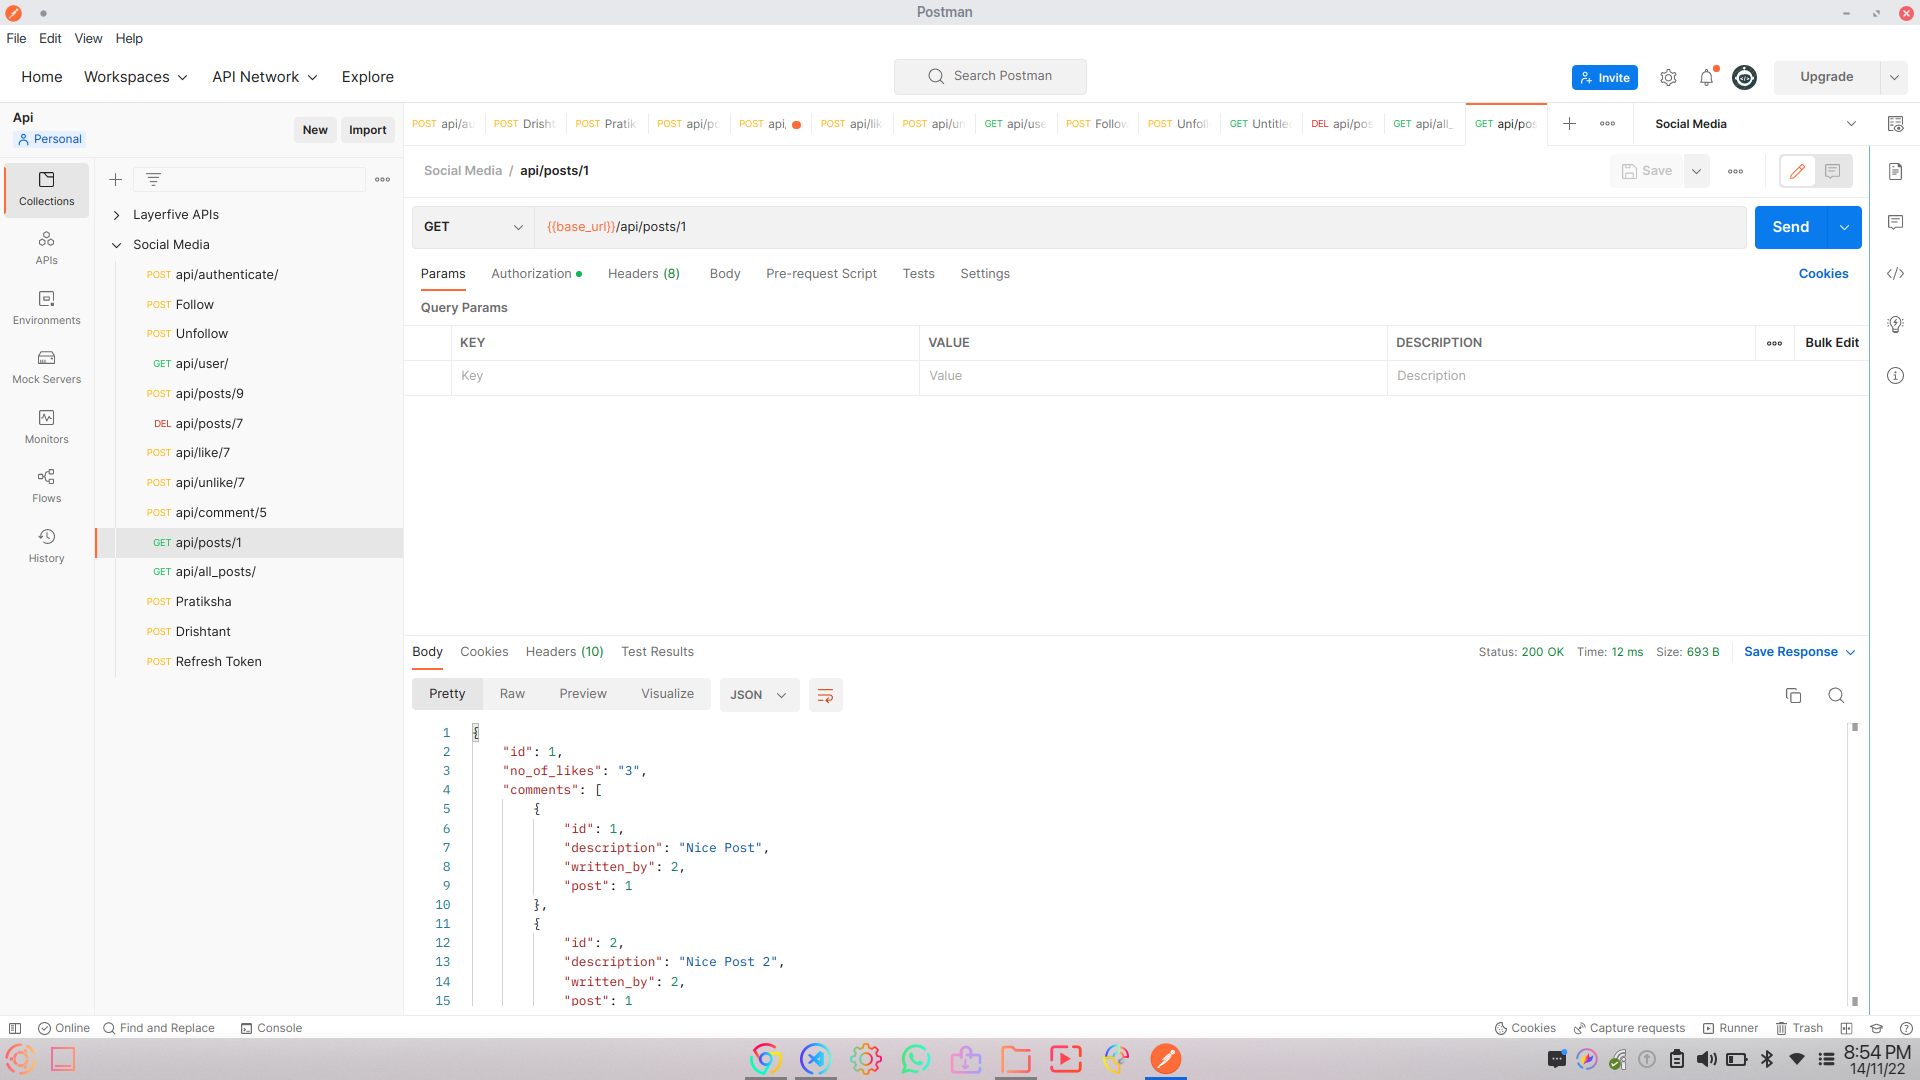 Postman
File Edit View Help
Home Workspaces API Network Explore Search Postman Invite Upgrade
Api
Personal
New Import
POST api/au POST Drisht POST Pratik POST api/po POST api, POST api/lik POST api/un GET api/use POST Follow POST Unfoll GET Untitled DEL api/pos GET api/all_ GET api/pos Social Media
Collections
APIs
Environments
Mock Servers
Monitors
Flows
History
Layerfive APIs
Social Media
POST api/authenticate/
POST Follow
POST Unfollow
GET api/user/
POST api/posts/9
DEL api/posts/7
POST api/like/7
POST api/unlike/7
POST api/comment/5
GET api/posts/1
GET api/all_posts/
POST Pratiksha
POST Drishtant
POST Refresh Token
Social Media / api/posts/1
Save
GET {{base_url}}/api/posts/1 Send
Params Authorization Headers (8) Body Pre-request Script Tests Settings Cookies
Query Params
KEY VALUE DESCRIPTION Bulk Edit
Key Value Description
Body Cookies Headers (10) Test Results Status: 200 OK Time: 12 ms Size: 693 B Save Response
Pretty Raw Preview Visualize JSON
1 {
2 "id": 1,
3 "no_of_likes": "3",
4 "comments": [
5 {
6 "id": 1,
7 "description": "Nice Post",
8 "written_by": 2,
9 "post": 1
10 },
11 {
12 "id": 2,
13 "description": "Nice Post 2",
14 "written_by": 2,
15 "post": 1
Online Find and Replace Console Cookies Capture requests Runner Trash
8:54 PM
14/11/22